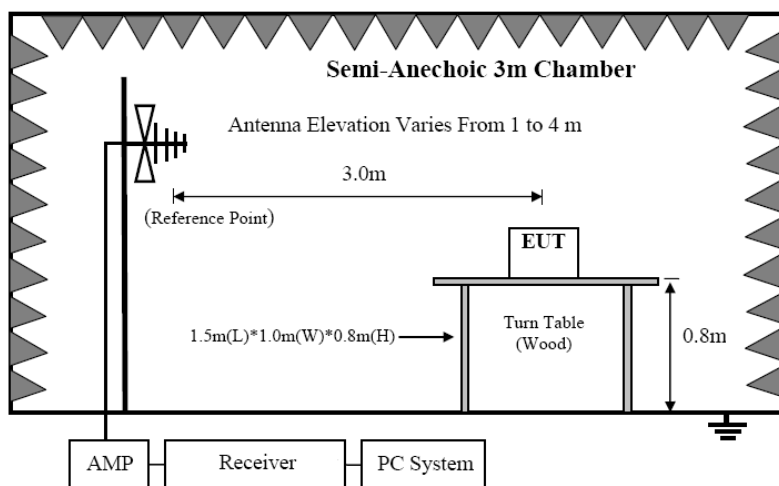 Semi-Anechoic 3m Chamber
Antenna Elevation Varies From 1 to 4 m
3.0m
(Reference Point)
EUT
1.5m(L)*1.0m(W)*0.8m(H)
Turn Table
(Wood)
0.8m
AMP
Receiver
PC System